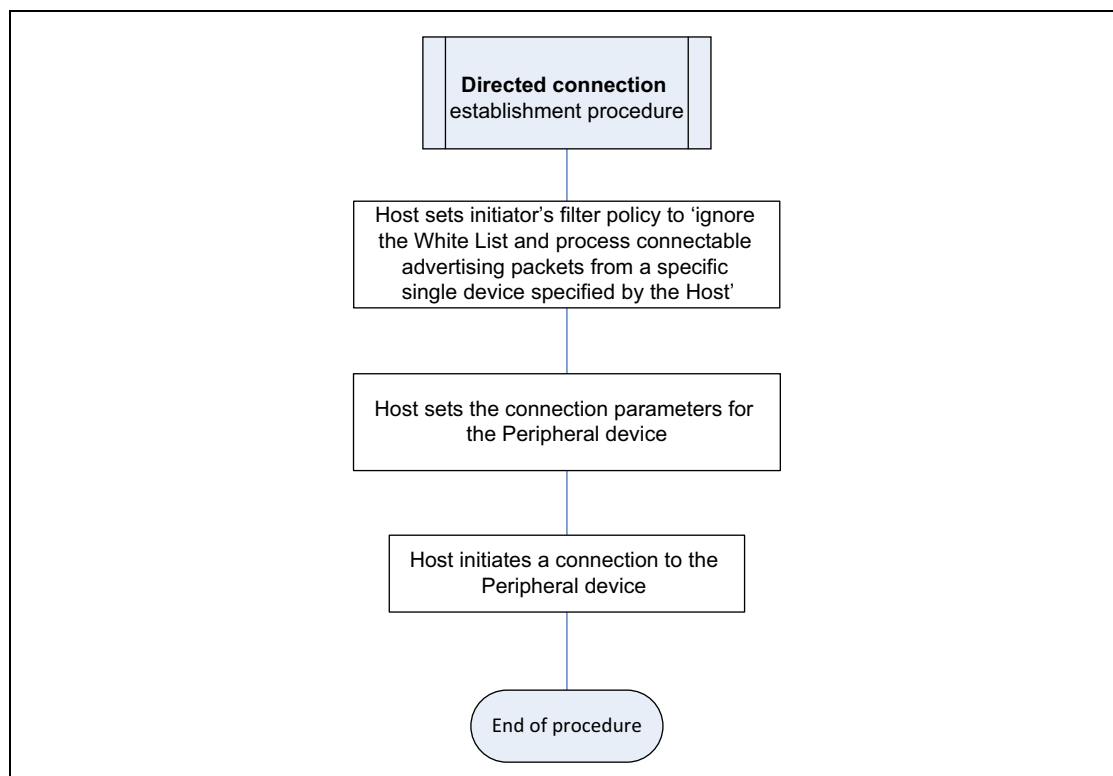 Directed connection
establishment procedure
Host sets initiator’s filter policy to ‘ignore
the White List and process connectable
advertising packets from a specific
single device specified by the Host’
Host sets the connection parameters for
the Peripheral device
Host initiates a connection to the
Peripheral device
End of procedure